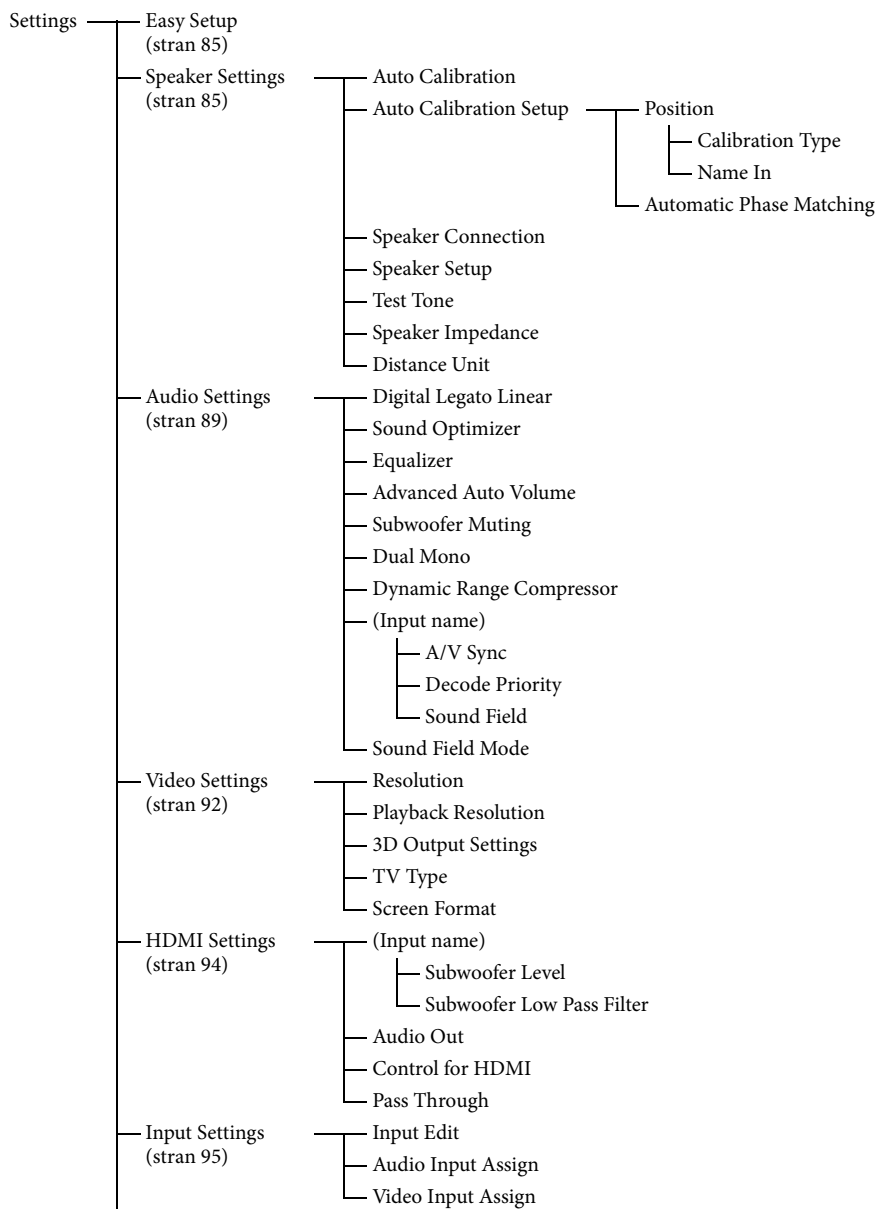 Settings
Easy Setup
(stran 85)
Speaker Settings
(stran 85)
Auto Calibration
Auto Calibration Setup
Position
Calibration Type
Name In
Automatic Phase Matching
Speaker Connection
Speaker Setup
Test Tone
Speaker Impedance
Distance Unit
Audio Settings
(stran 89)
Digital Legato Linear
Sound Optimizer
Equalizer
Advanced Auto Volume
Subwoofer Muting
Dual Mono
Dynamic Range Compressor
(Input name)
A/V Sync
Decode Priority
Sound Field
Sound Field Mode
Video Settings
(stran 92)
Resolution
Playback Resolution
3D Output Settings
TV Type
Screen Format
HDMI Settings
(stran 94)
(Input name)
Subwoofer Level
Subwoofer Low Pass Filter
Audio Out
Control for HDMI
Pass Through
Input Settings
(stran 95)
Input Edit
Audio Input Assign
Video Input Assign